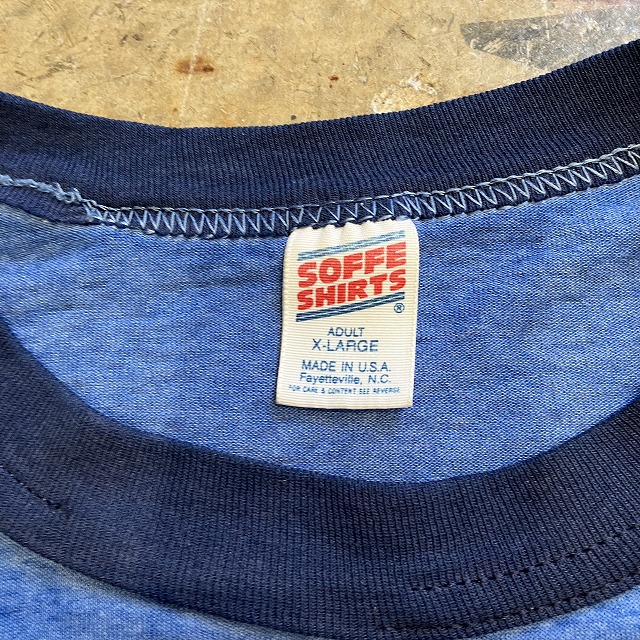 SOFFE
SHIRTS
®
ADULT
X-LARGE
MADE IN U.S.A.
Fayetteville, N.C.
FOR CARE & CONTENT SEE REVERSE